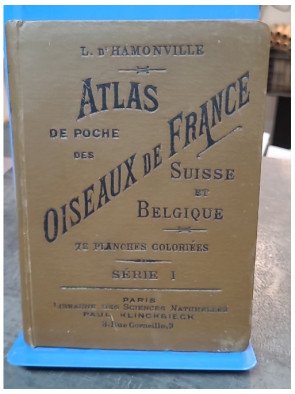 L. D'HAMONVILLE
ATLAS
DE POCHE
DES
OISEAUX DE FRANCE
SUISSE
ET
BELGIQUE
72 PLANCHES COLORIÉES
SÉRIE I
PARIS
LIBRAIRIE DES SCIENCES NATURELLES
PAUL KLINCKSIECK
3, Rue Corneille, 3